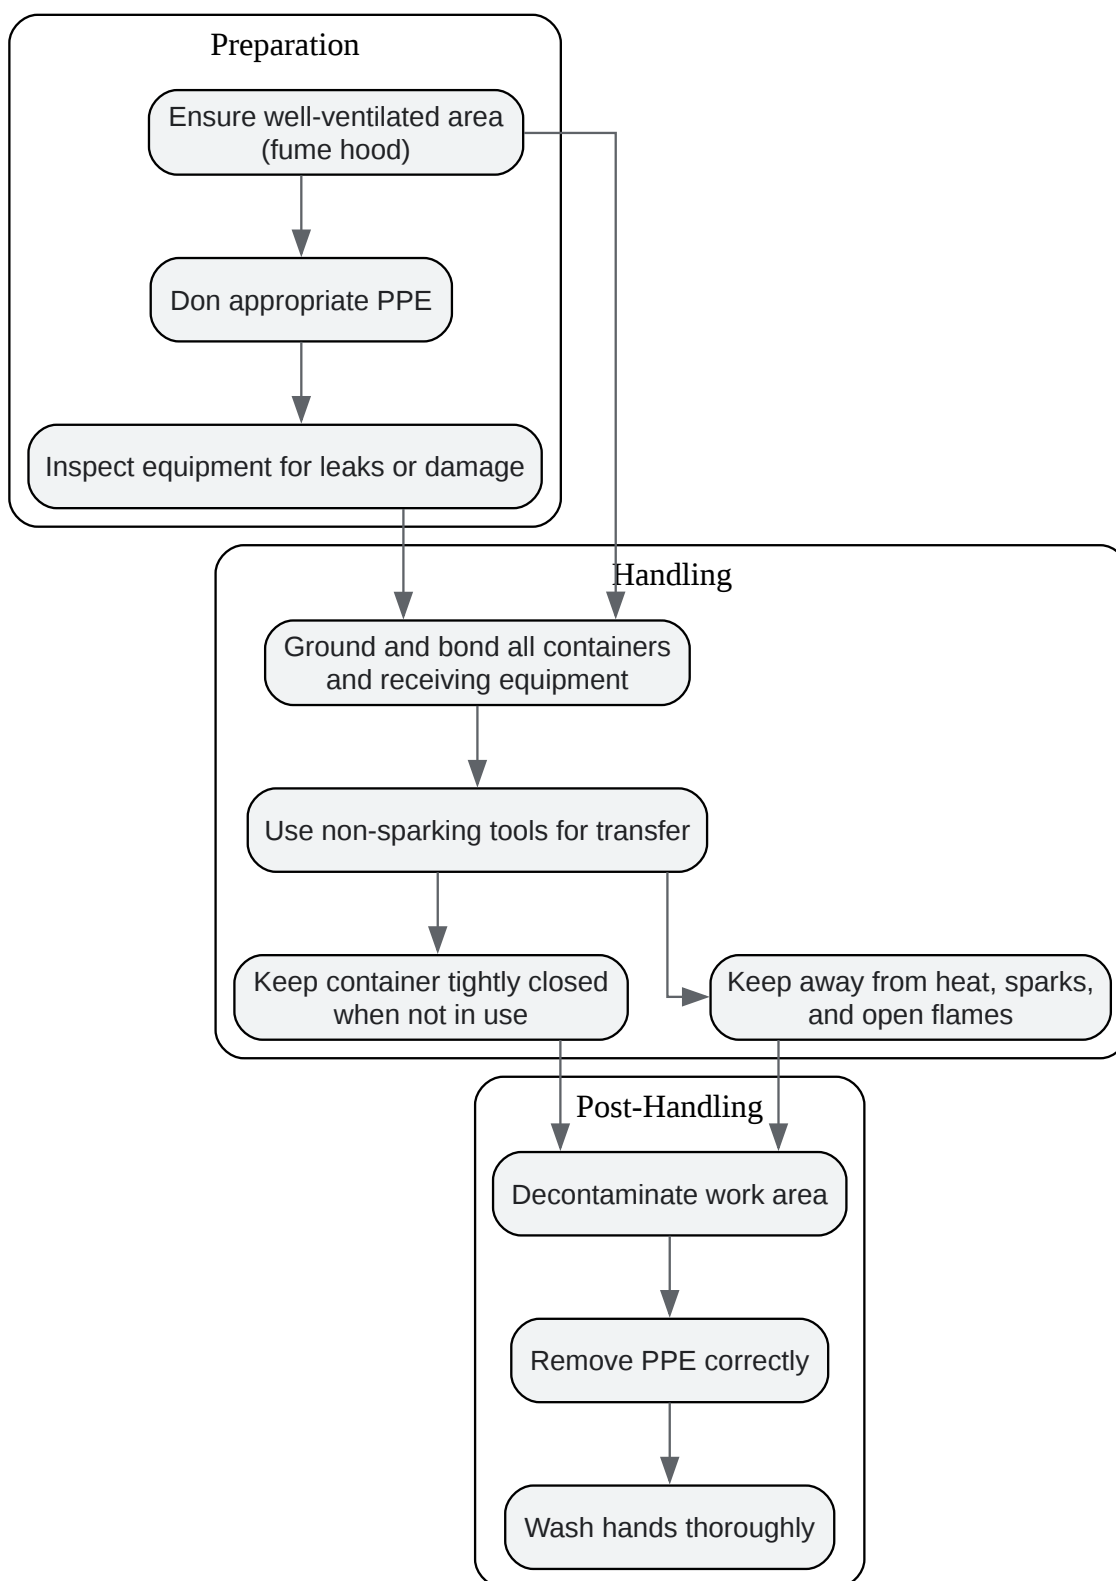 Preparation
Ensure well-ventilated area
(fume hood)
Don appropriate PPE
Inspect equipment for leaks or damage
Handling
Ground and bond all containers
and receiving equipment
Use non-sparking tools for transfer
Keep container tightly closed
when not in use
Keep away from heat, sparks,
and open flames
Post-Handling
Decontaminate work area
Remove PPE correctly
Wash hands thoroughly